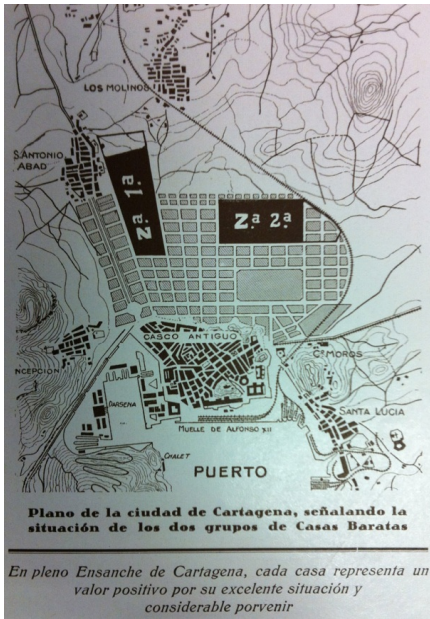 LOS MOLINOS
S. ANTONIO
ABAD
Zª 1ª
Zª 2ª
CASCO ANTIGUO
NCEPCION
Cº MOROS
DARSENA
SANTA LUCIA
MUELLE DE ALFONSO XII
CHALET
PUERTO
Plano de la ciudad de Cartagena, señalando la
situación de los dos grupos de Casas Baratas
En pleno Ensanche de Cartagena, cada casa representa un
valor positivo por su excelente situación y
considerable porvenir